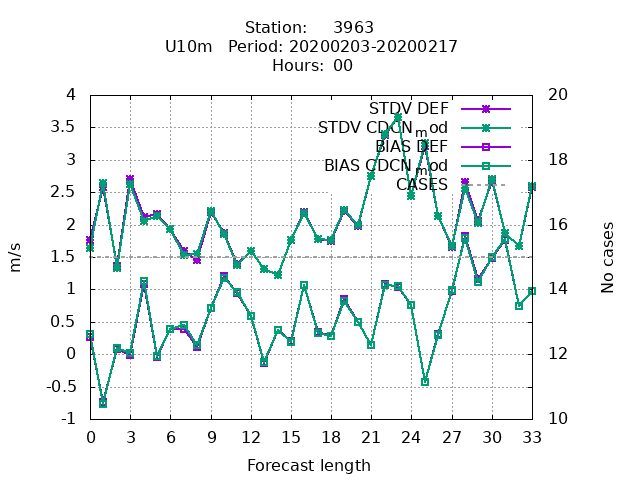 Station: 3963
U10m Period: 20200203-20200217
Hours: 00
4
3.5
3
2.5
2
1.5
1
0.5
0
-0.5
-1
m/s
20
18
16
14
12
10
No cases
STDV DEF
STDV CDCN_mod
BIAS DEF
BIAS CDCN_mod
CASES
0 3 6 9 12 15 18 21 24 27 30 33
Forecast length